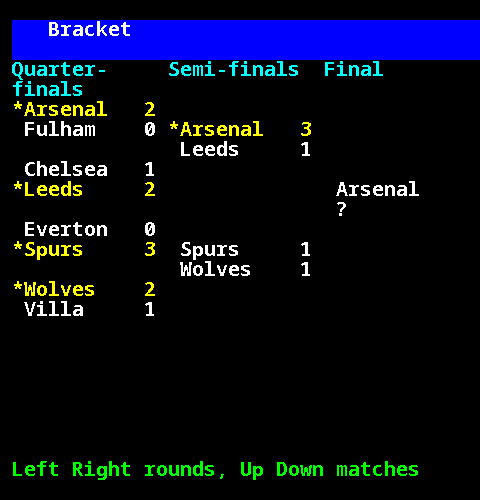 Bracket
Quarter-finals Semi-finals Final
*Arsenal 2
Fulham 0 *Arsenal 3
Leeds 1
Chelsea 1
*Leeds 2 Arsenal
?
Everton 0
*Spurs 3 Spurs 1
Wolves 1
*Wolves 2
Villa 1
Left Right rounds, Up Down matches